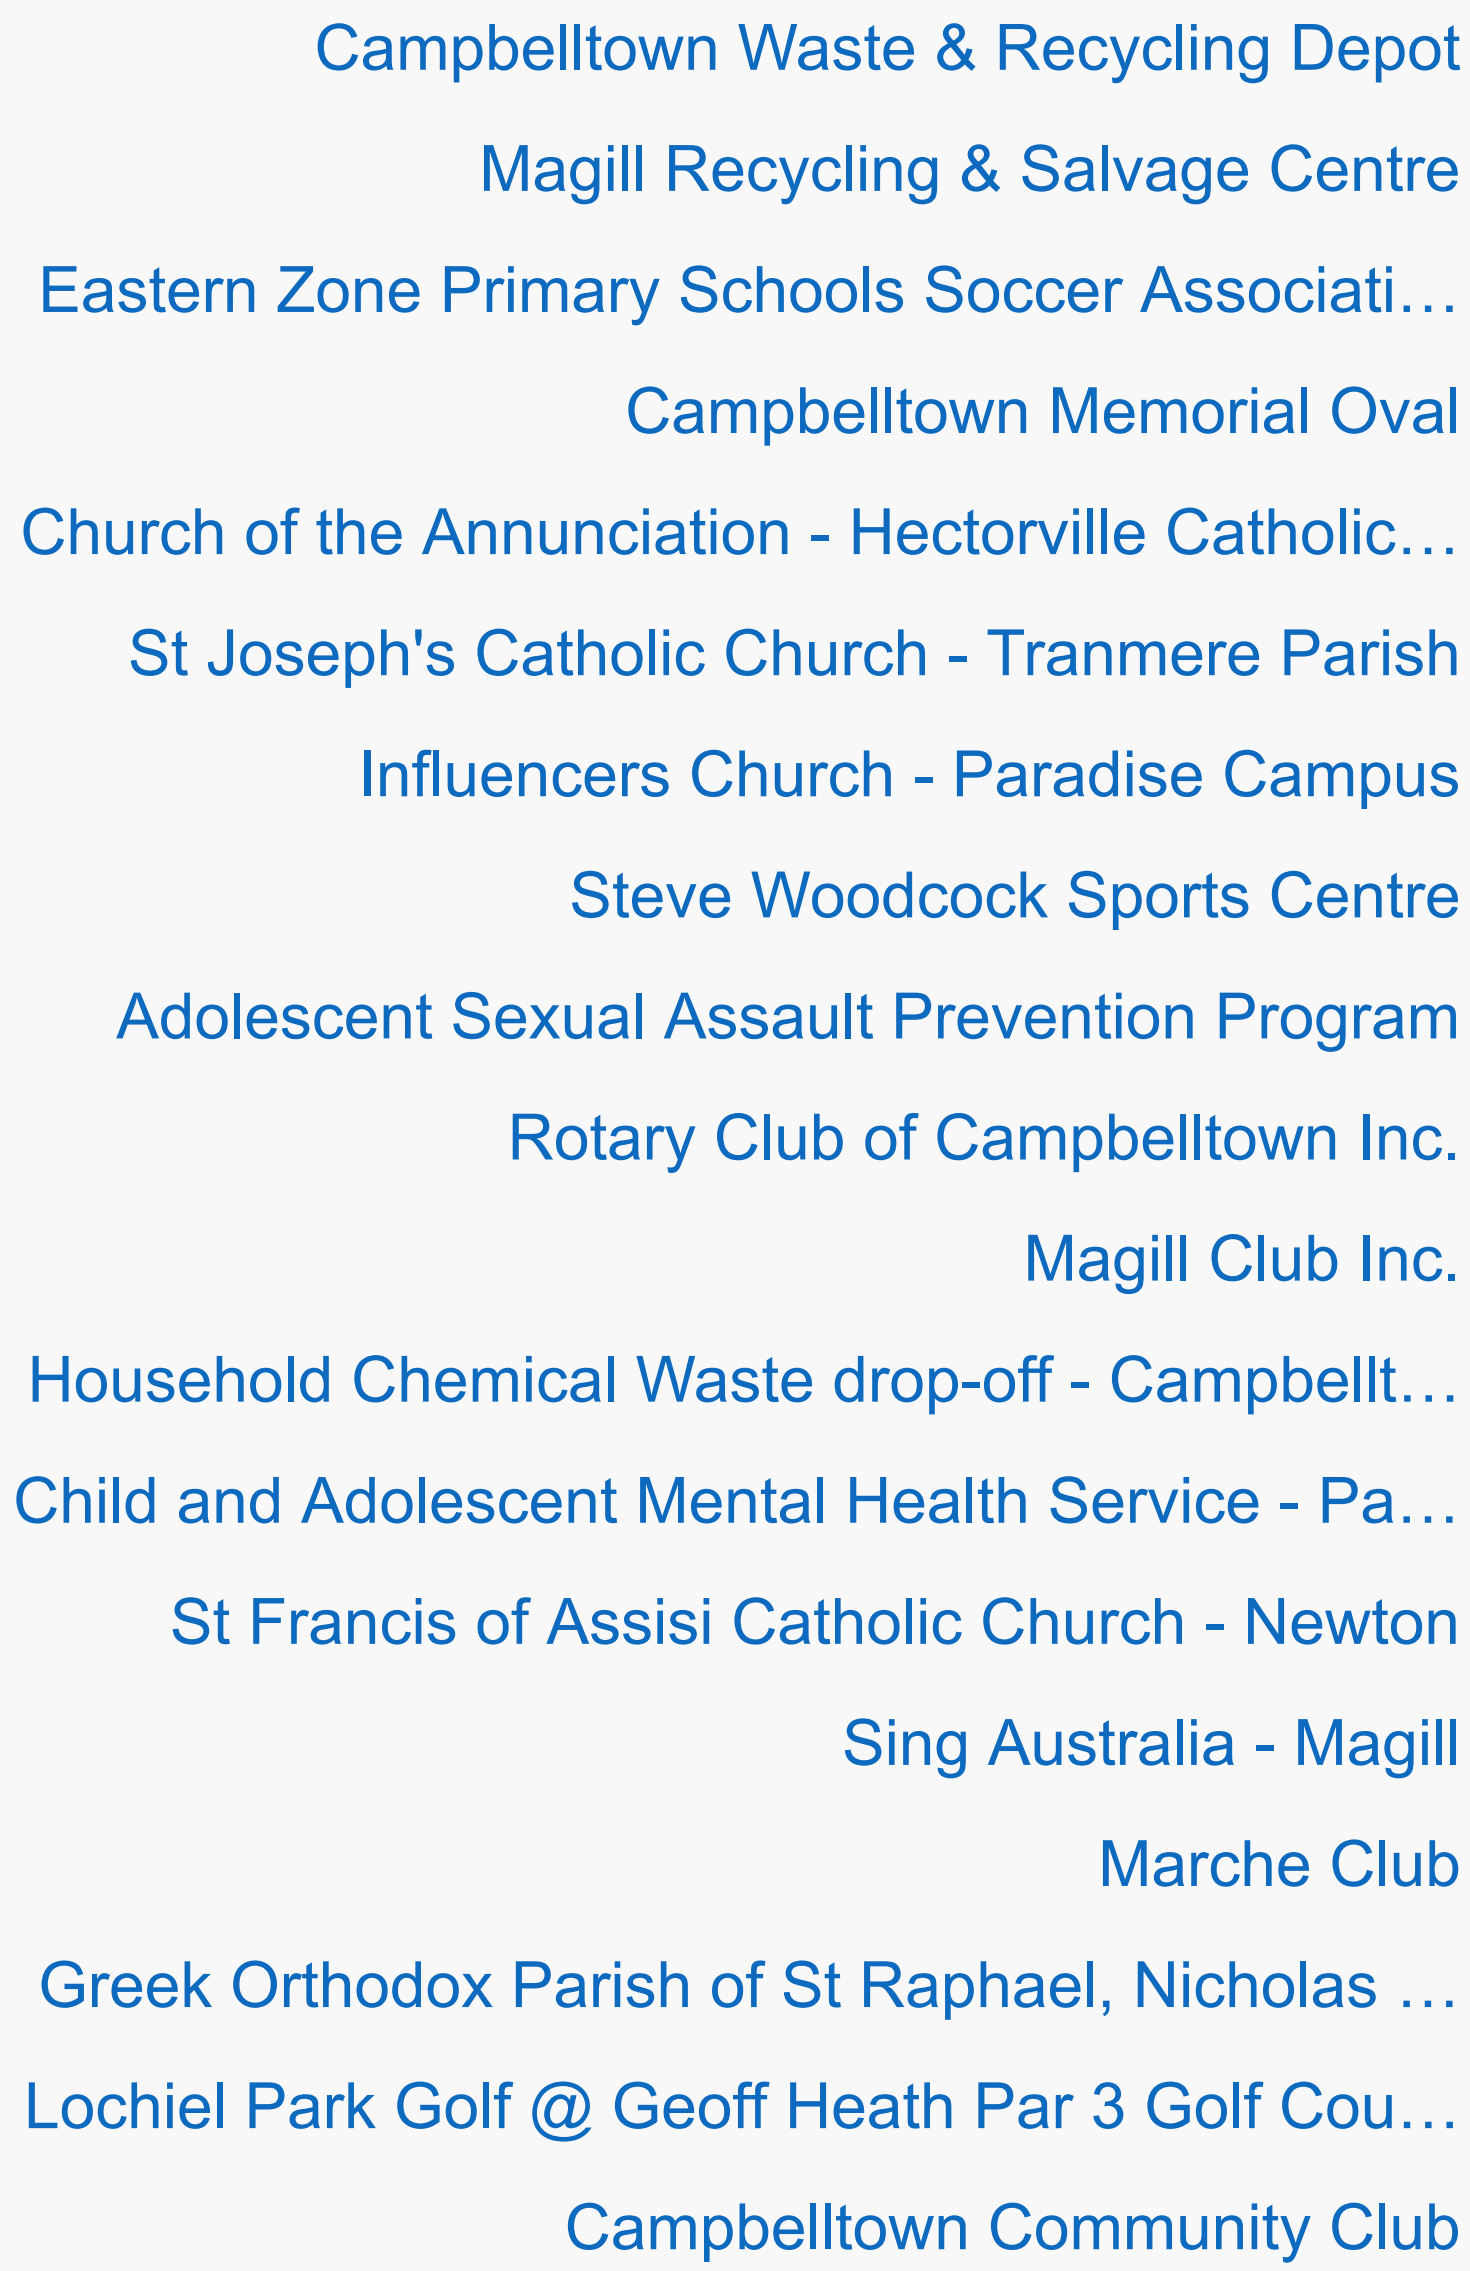 Campbelltown Waste & Recycling Depot
Magill Recycling & Salvage Centre
Eastern Zone Primary Schools Soccer Associati…
Campbelltown Memorial Oval
Church of the Annunciation - Hectorville Catholic…
St Joseph's Catholic Church - Tranmere Parish
Influencers Church - Paradise Campus
Steve Woodcock Sports Centre
Adolescent Sexual Assault Prevention Program
Rotary Club of Campbelltown Inc.
Magill Club Inc.
Household Chemical Waste drop-off - Campbellt…
Child and Adolescent Mental Health Service - Pa…
St Francis of Assisi Catholic Church - Newton
Sing Australia - Magill
Marche Club
Greek Orthodox Parish of St Raphael, Nicholas …
Lochiel Park Golf @ Geoff Heath Par 3 Golf Cou…
Campbelltown Community Club